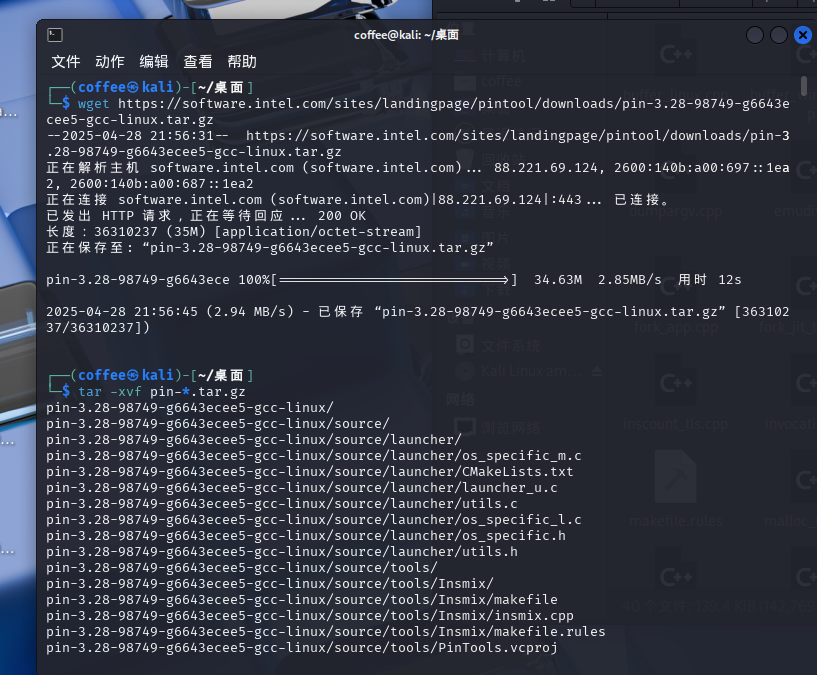 coffee@kali: ~/桌面
文件 动作 编辑 查看 帮助
┌──(coffee㉿kali)-[~/桌面]
└─$ wget https://software.intel.com/sites/landingpage/pintool/downloads/pin-3.28-98749-g6643e
cee5-gcc-linux.tar.gz
--2025-04-28 21:56:31--  https://software.intel.com/sites/landingpage/pintool/downloads/pin-3
.28-98749-g6643ecee5-gcc-linux.tar.gz
正在解析主机 software.intel.com (software.intel.com)... 88.221.69.124, 2600:140b:a00:697::1ea
2, 2600:140b:a00:687::1ea2
正在连接 software.intel.com (software.intel.com)|88.221.69.124|:443... 已连接。
已发出 HTTP 请求，正在等待回应... 200 OK
长度：36310237 (35M) [application/octet-stream]
正在保存至: “pin-3.28-98749-g6643ecee5-gcc-linux.tar.gz”
pin-3.28-98749-g6643ece 100%[============================>]  34.63M  2.85MB/s  用时 12s
2025-04-28 21:56:45 (2.94 MB/s) - 已保存 “pin-3.28-98749-g6643ecee5-gcc-linux.tar.gz” [363102
37/36310237])
┌──(coffee㉿kali)-[~/桌面]
└─$ tar -xvf pin-*.tar.gz
pin-3.28-98749-g6643ecee5-gcc-linux/
pin-3.28-98749-g6643ecee5-gcc-linux/source/
pin-3.28-98749-g6643ecee5-gcc-linux/source/launcher/
pin-3.28-98749-g6643ecee5-gcc-linux/source/launcher/os_specific_m.c
pin-3.28-98749-g6643ecee5-gcc-linux/source/launcher/CMakeLists.txt
pin-3.28-98749-g6643ecee5-gcc-linux/source/launcher/launcher_u.c
pin-3.28-98749-g6643ecee5-gcc-linux/source/launcher/utils.c
pin-3.28-98749-g6643ecee5-gcc-linux/source/launcher/os_specific_l.c
pin-3.28-98749-g6643ecee5-gcc-linux/source/launcher/os_specific.h
pin-3.28-98749-g6643ecee5-gcc-linux/source/launcher/utils.h
pin-3.28-98749-g6643ecee5-gcc-linux/source/tools/
pin-3.28-98749-g6643ecee5-gcc-linux/source/tools/Insmix/
pin-3.28-98749-g6643ecee5-gcc-linux/source/tools/Insmix/makefile
pin-3.28-98749-g6643ecee5-gcc-linux/source/tools/Insmix/insmix.cpp
pin-3.28-98749-g6643ecee5-gcc-linux/source/tools/Insmix/makefile.rules
pin-3.28-98749-g6643ecee5-gcc-linux/source/tools/PinTools.vcproj